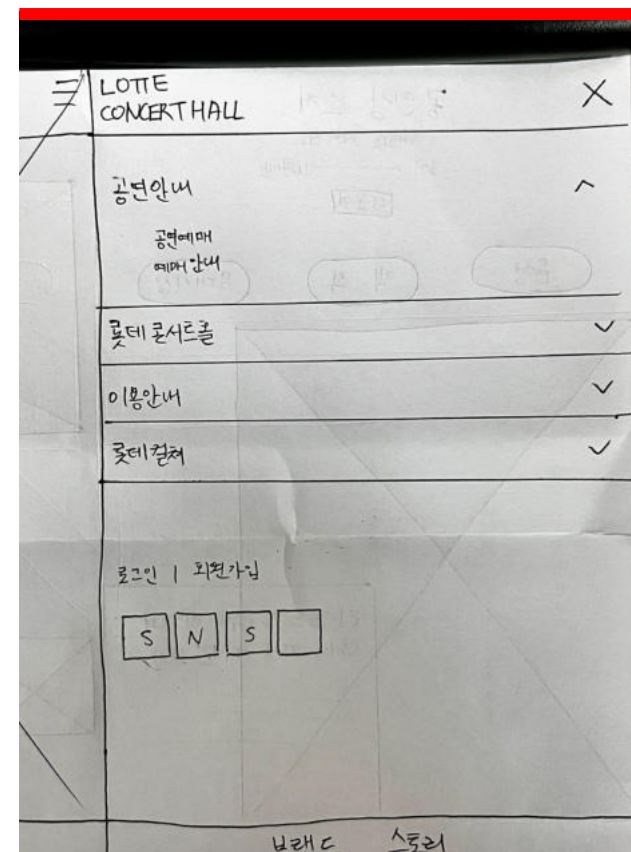 LOTTE
CONCERT HALL
공연안내
공연예매
예매안내
롯데콘서트홀
이용안내
롯데컬처
로그인 | 회원가입
S N S
브랜드 스토리